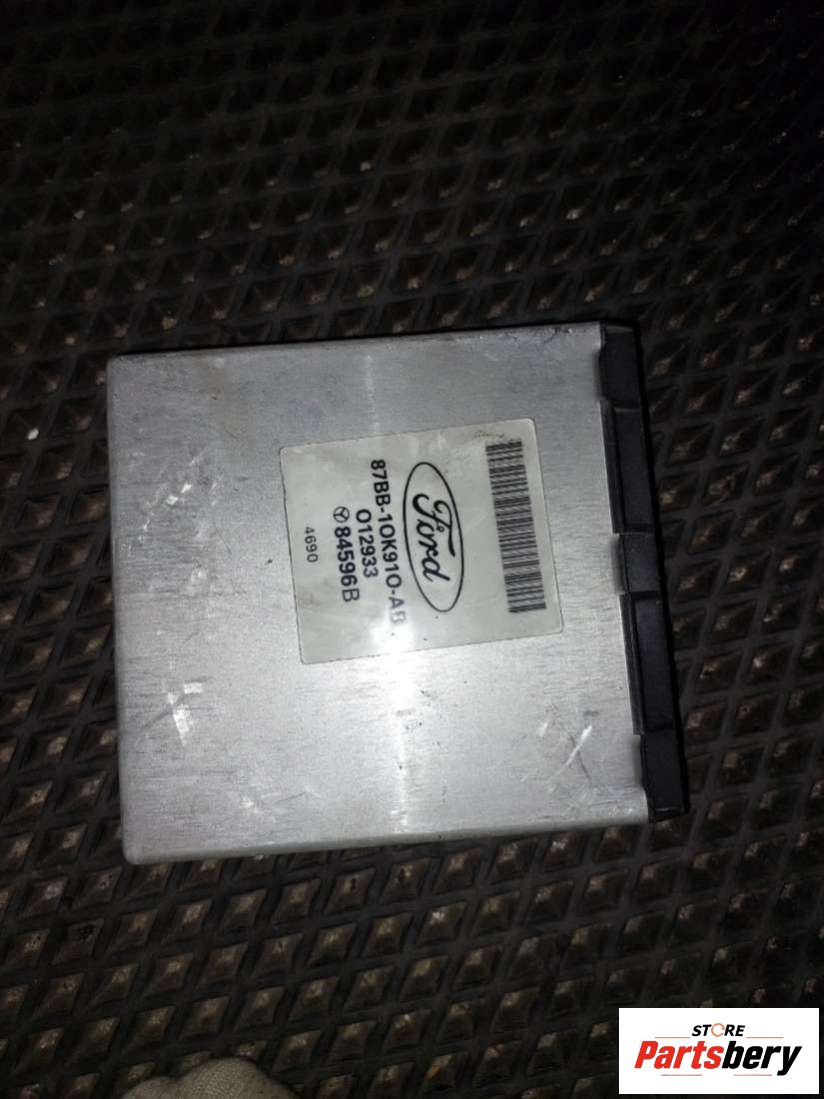 Ford
87BB-10K910-AB
012933
84596B
4690
STORE
Partsbery